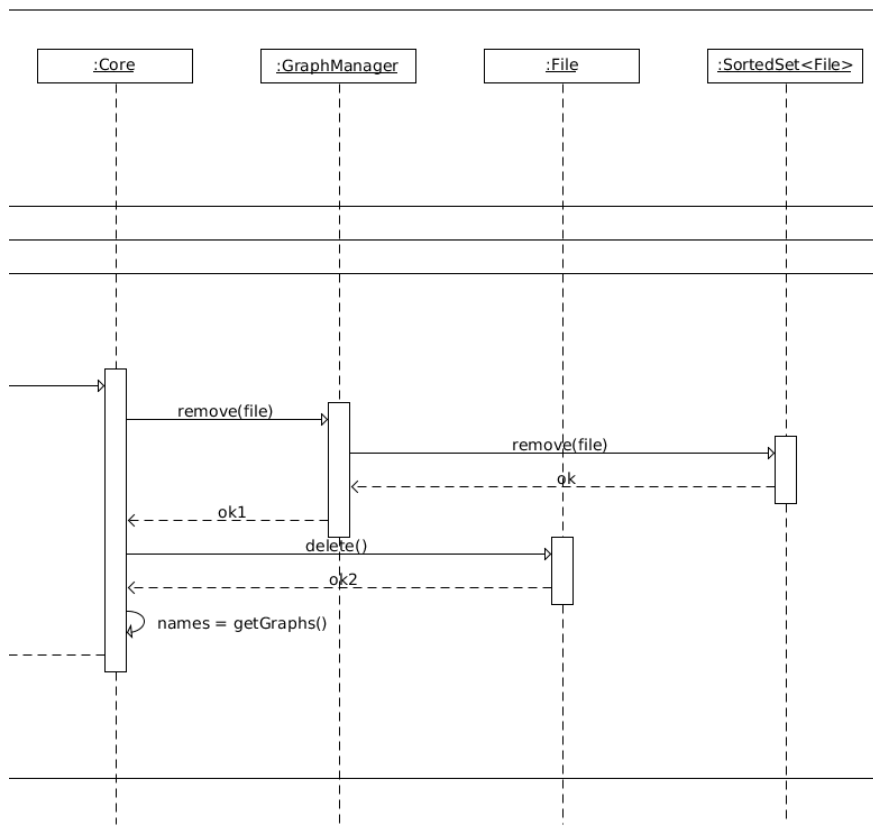 :Core
:GraphManager
:File
:SortedSet<File>
remove(file)
remove(file)
ok
ok1
delete()
ok2
names = getGraphs()